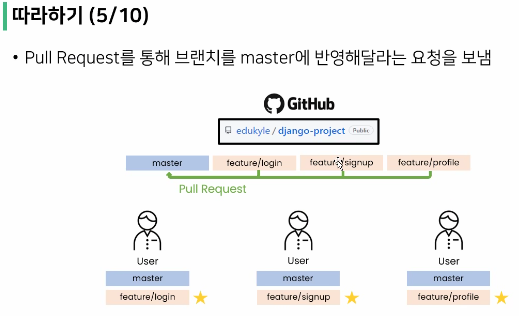 따라하기 (5/10)
• Pull Request를 통해 브랜치를 master에 반영해달라는 요청을 보냄
GitHub
edukyle / django-project Public
master feature/login feature/signup feature/profile
Pull Request
User User User
master master master
feature/login feature/signup feature/profile